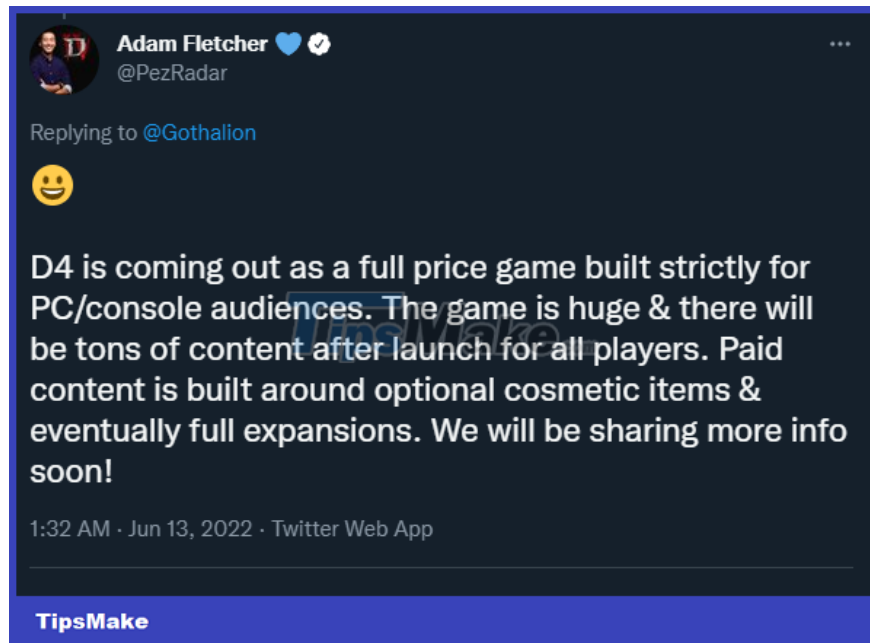 Adam Fletcher 💙
@PezRadar
Replying to @Gothalion
😀
D4 is coming out as a full price game built strictly for
PC/console audiences. The game is huge & there will
be tons of content after launch for all players. Paid
content is built around optional cosmetic items &
eventually full expansions. We will be sharing more info
soon!
1:32 AM · Jun 13, 2022 · Twitter Web App
TipsMake